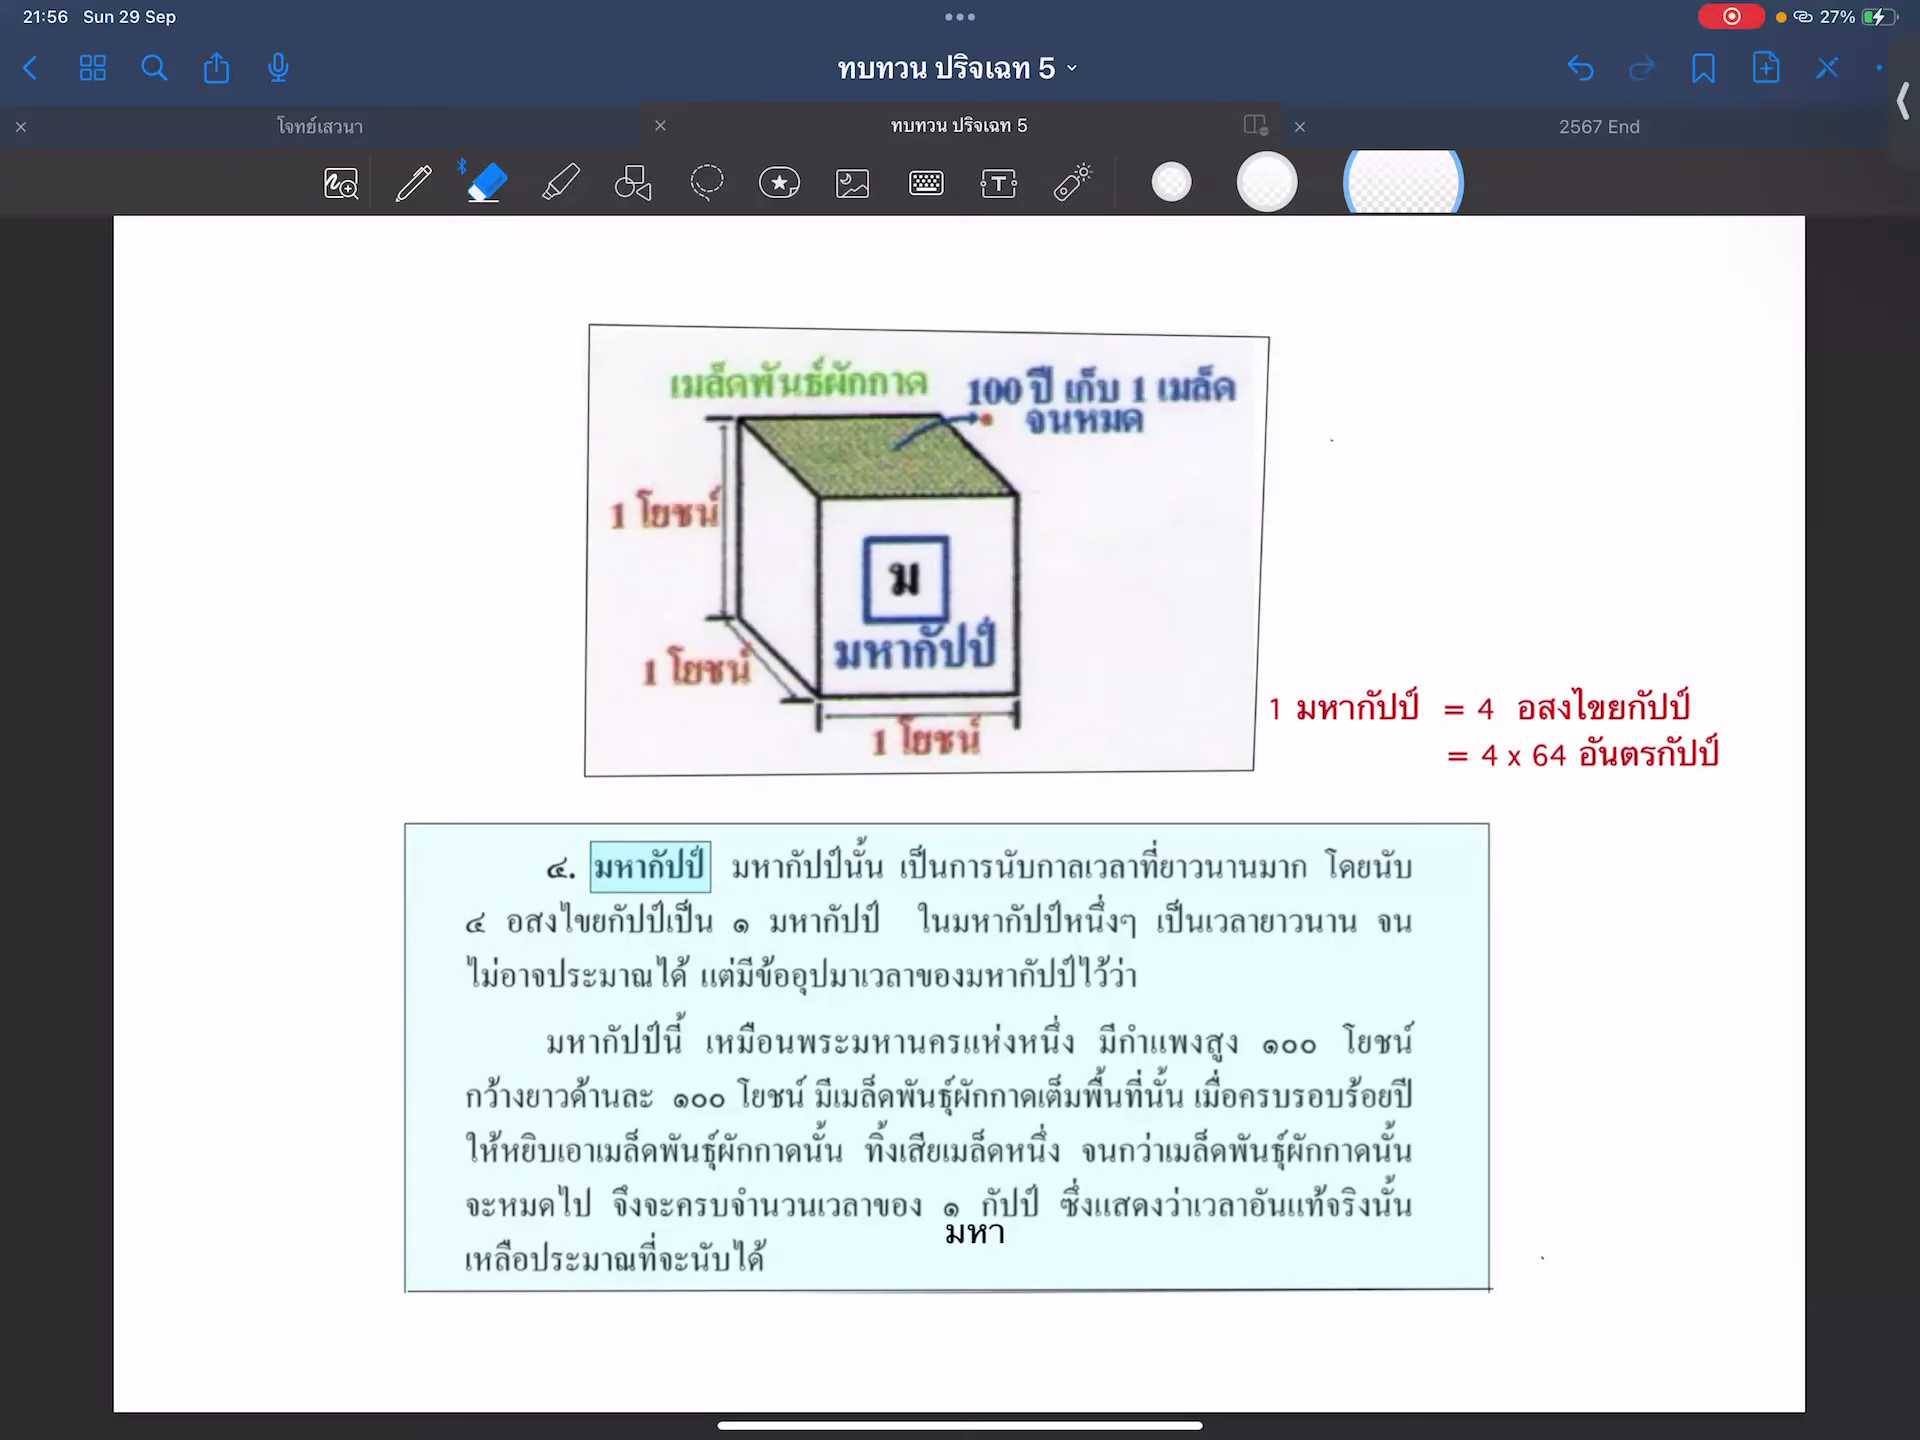 21:56 Sun 29 Sep
27%
ทบทวน ปริจเฉท 5
โจทย์เสวนา
ทบทวน ปริจเฉท 5
2567 End
เมล็ดพันธ์ผักกาด
100 ปี เก็บ 1 เมล็ด
จนหมด
1 โยชน์
ม
มหากัปป์
1 โยชน์
1 โยชน์
1 มหากัปป์ = 4 อสงไขยกัปป์
= 4 x 64 อันตรกัปป์
๔. มหากัปป์ มหากัปป์นั้น เป็นการนับกาลเวลาที่ยาวนานมาก โดยนับ
๔ อสงไขยกัปป์เป็น ๑ มหากัปป์ ในมหากัปป์หนึ่งๆ เป็นเวลายาวนาน จน
ไม่อาจประมาณได้ แต่มีข้ออุปมาเวลาของมหากัปป์ไว้ว่า
มหากัปป์นี้ เหมือนพระมหานครแห่งหนึ่ง มีกำแพงสูง ๑๐๐ โยชน์
กว้างยาวด้านละ ๑๐๐ โยชน์ มีเมล็ดพันธุ์ผักกาดเต็มพื้นที่นั้น เมื่อครบรอบร้อยปี
ให้หยิบเอาเมล็ดพันธุ์ผักกาดนั้น ทิ้งเสียเมล็ดหนึ่ง จนกว่าเมล็ดพันธุ์ผักกาดนั้น
จะหมดไป จึงจะครบจำนวนเวลาของ ๑ กัปป์ ซึ่งแสดงว่าเวลาอันแท้จริงนั้น
มหา
เหลือประมาณที่จะนับได้